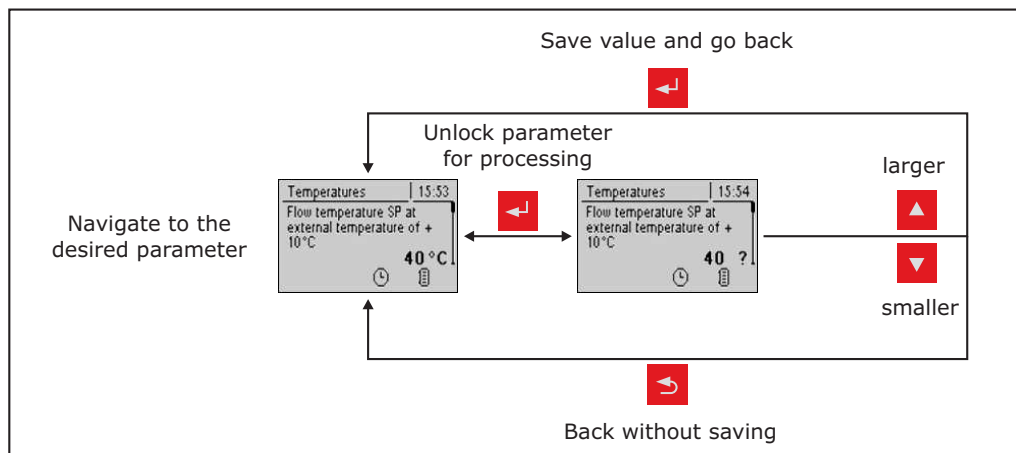 Save value and go back
Unlock parameter
for processing
larger
Navigate to the
desired parameter
Temperatures 15:53
Flow temperature SP at
external temperature of +
10°C
40 °C
Temperatures 15:54
Flow temperature SP at
external temperature of +
10°C
40 ?
smaller
Back without saving